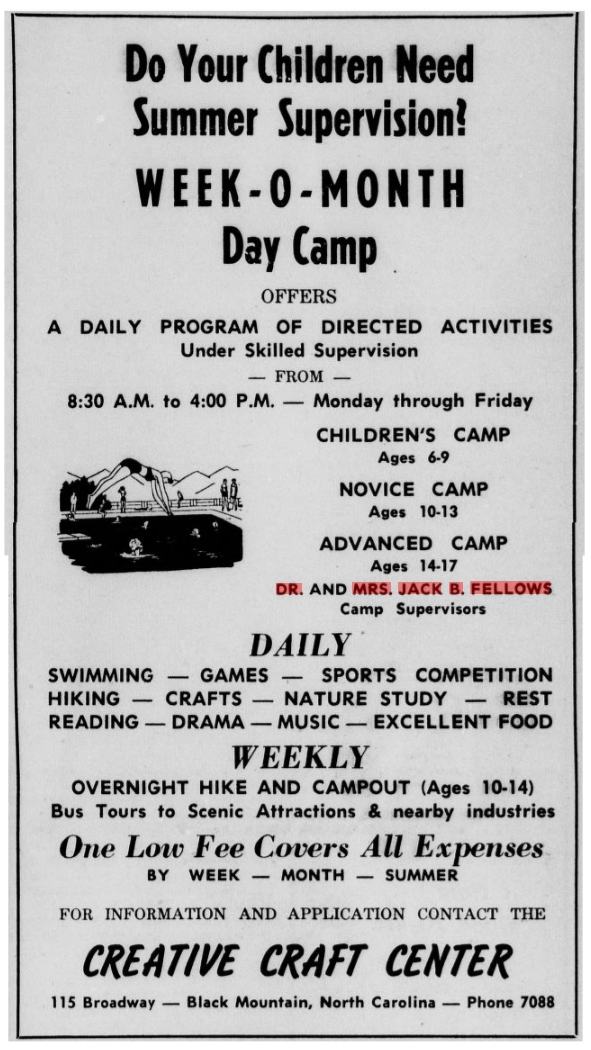 Do Your Children Need
Summer Supervision?
WEEK-O-MONTH
Day Camp
OFFERS
A DAILY PROGRAM OF DIRECTED ACTIVITIES
Under Skilled Supervision
— FROM —
8:30 A.M. to 4:00 P.M. — Monday through Friday
CHILDREN'S CAMP
Ages 6-9
NOVICE CAMP
Ages 10-13
ADVANCED CAMP
Ages 14-17
DR. AND MRS. JACK B. FELLOWS
Camp Supervisors
DAILY
SWIMMING — GAMES — SPORTS COMPETITION
HIKING — CRAFTS — NATURE STUDY — REST
READING — DRAMA — MUSIC — EXCELLENT FOOD
WEEKLY
OVERNIGHT HIKE AND CAMPOUT (Ages 10-14)
Bus Tours to Scenic Attractions & nearby industries
One Low Fee Covers All Expenses
BY WEEK — MONTH — SUMMER
FOR INFORMATION AND APPLICATION CONTACT THE
CREATIVE CRAFT CENTER
115 Broadway — Black Mountain, North Carolina — Phone 7088